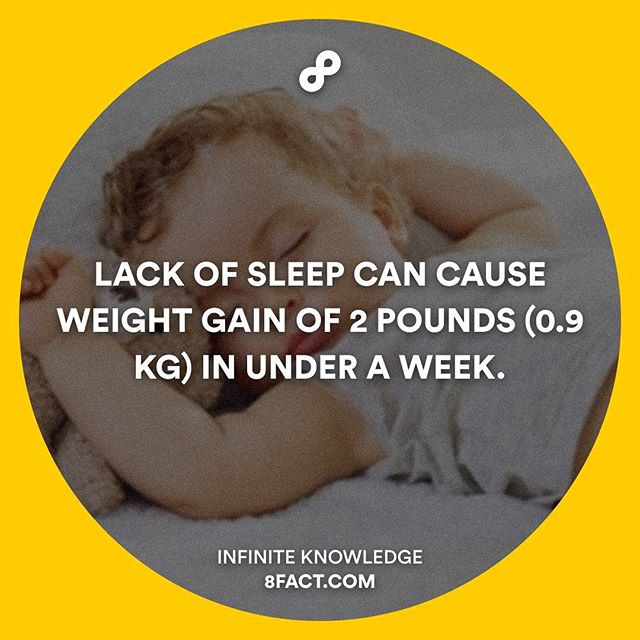 LACK OF SLEEP CAN CAUSE
WEIGHT GAIN OF 2 POUNDS (0.9
KG) IN UNDER A WEEK.
INFINITE KNOWLEDGE
8FACT.COM